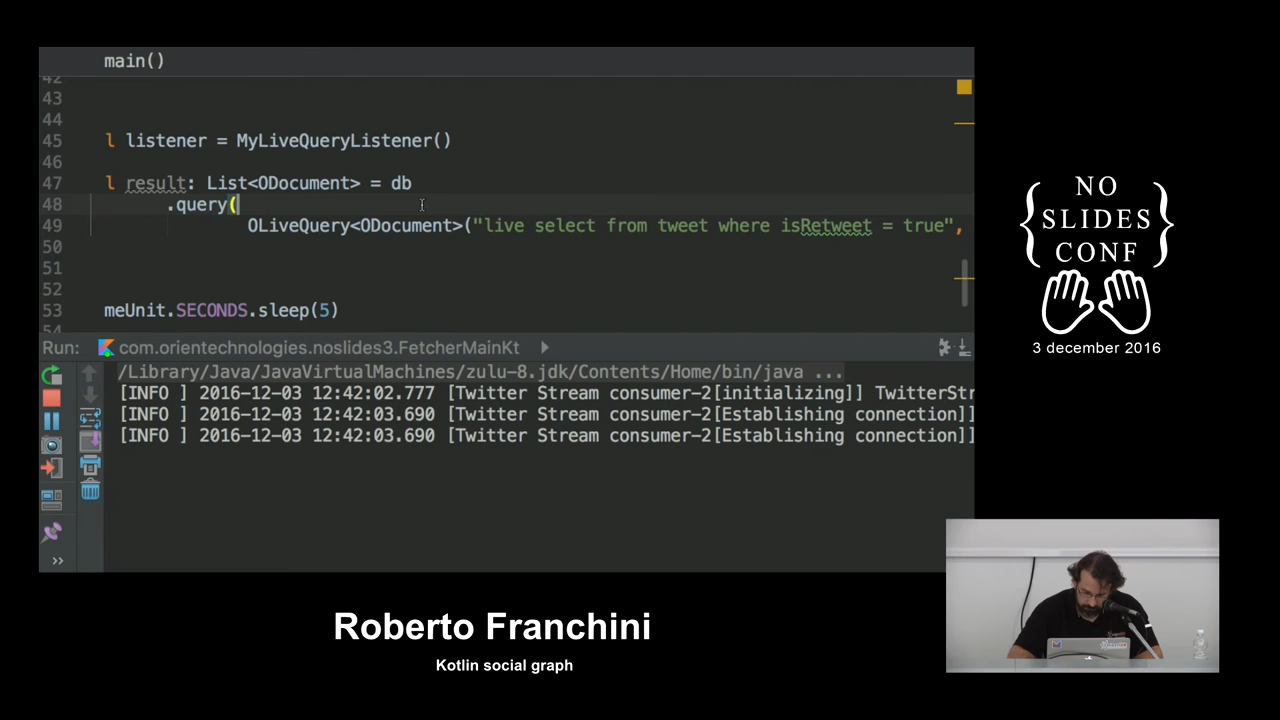 main()
42
43
44
45 l listener = MyLiveQueryListener()
46
47 l result: List<ODocument> = db
48 .query(
49 OLiveQuery<ODocument>("live select from tweet where isRetweet = true",
50
51
52
53 meUnit.SECONDS.sleep(5)
54
Run: com.orientechnologies.noslides3.FetcherMainKt
/Library/Java/JavaVirtualMachines/zulu-8.jdk/Contents/Home/bin/java ...
[INFO ] 2016-12-03 12:42:02.777 [Twitter Stream consumer-2[initializing]] TwitterStr
[INFO ] 2016-12-03 12:42:03.690 [Twitter Stream consumer-2[Establishing connection]]
[INFO ] 2016-12-03 12:42:03.690 [Twitter Stream consumer-2[Establishing connection]]
NO
SLIDES
CONF
3 december 2016
Roberto Franchini
Kotlin social graph